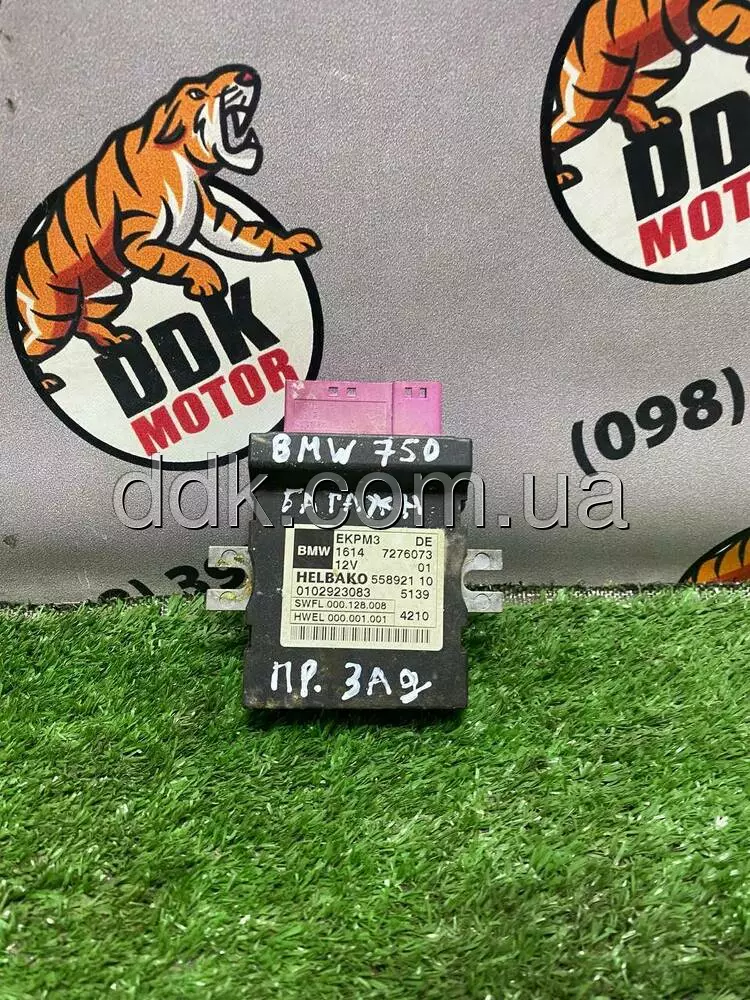 DDK
MOTOR
DDK
MOT
(098)
BMW 750
БАГАЖН
ddk.com.ua
BMW
EKPM3 DE
1614 7276073
12V 01
HELBAKO 558921 10
0102923083 5139
SWFL 000.128.008
HWEL 000.001.001 4210
ПР. ЗАД